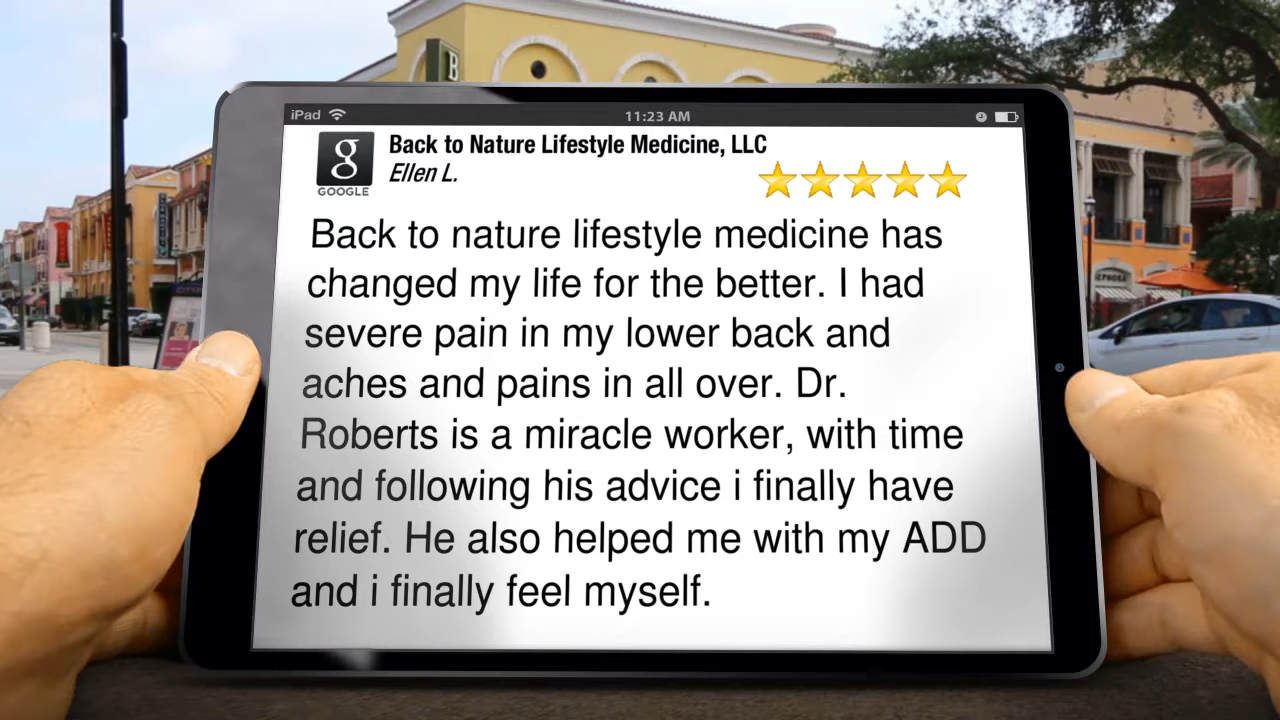 B
iPad
11:23 AM
g
GOOGLE
Back to Nature Lifestyle Medicine, LLC
Ellen L.
Back to nature lifestyle medicine has
changed my life for the better. I had
severe pain in my lower back and
aches and pains in all over. Dr.
Roberts is a miracle worker, with time
and following his advice i finally have
relief. He also helped me with my ADD
and i finally feel myself.